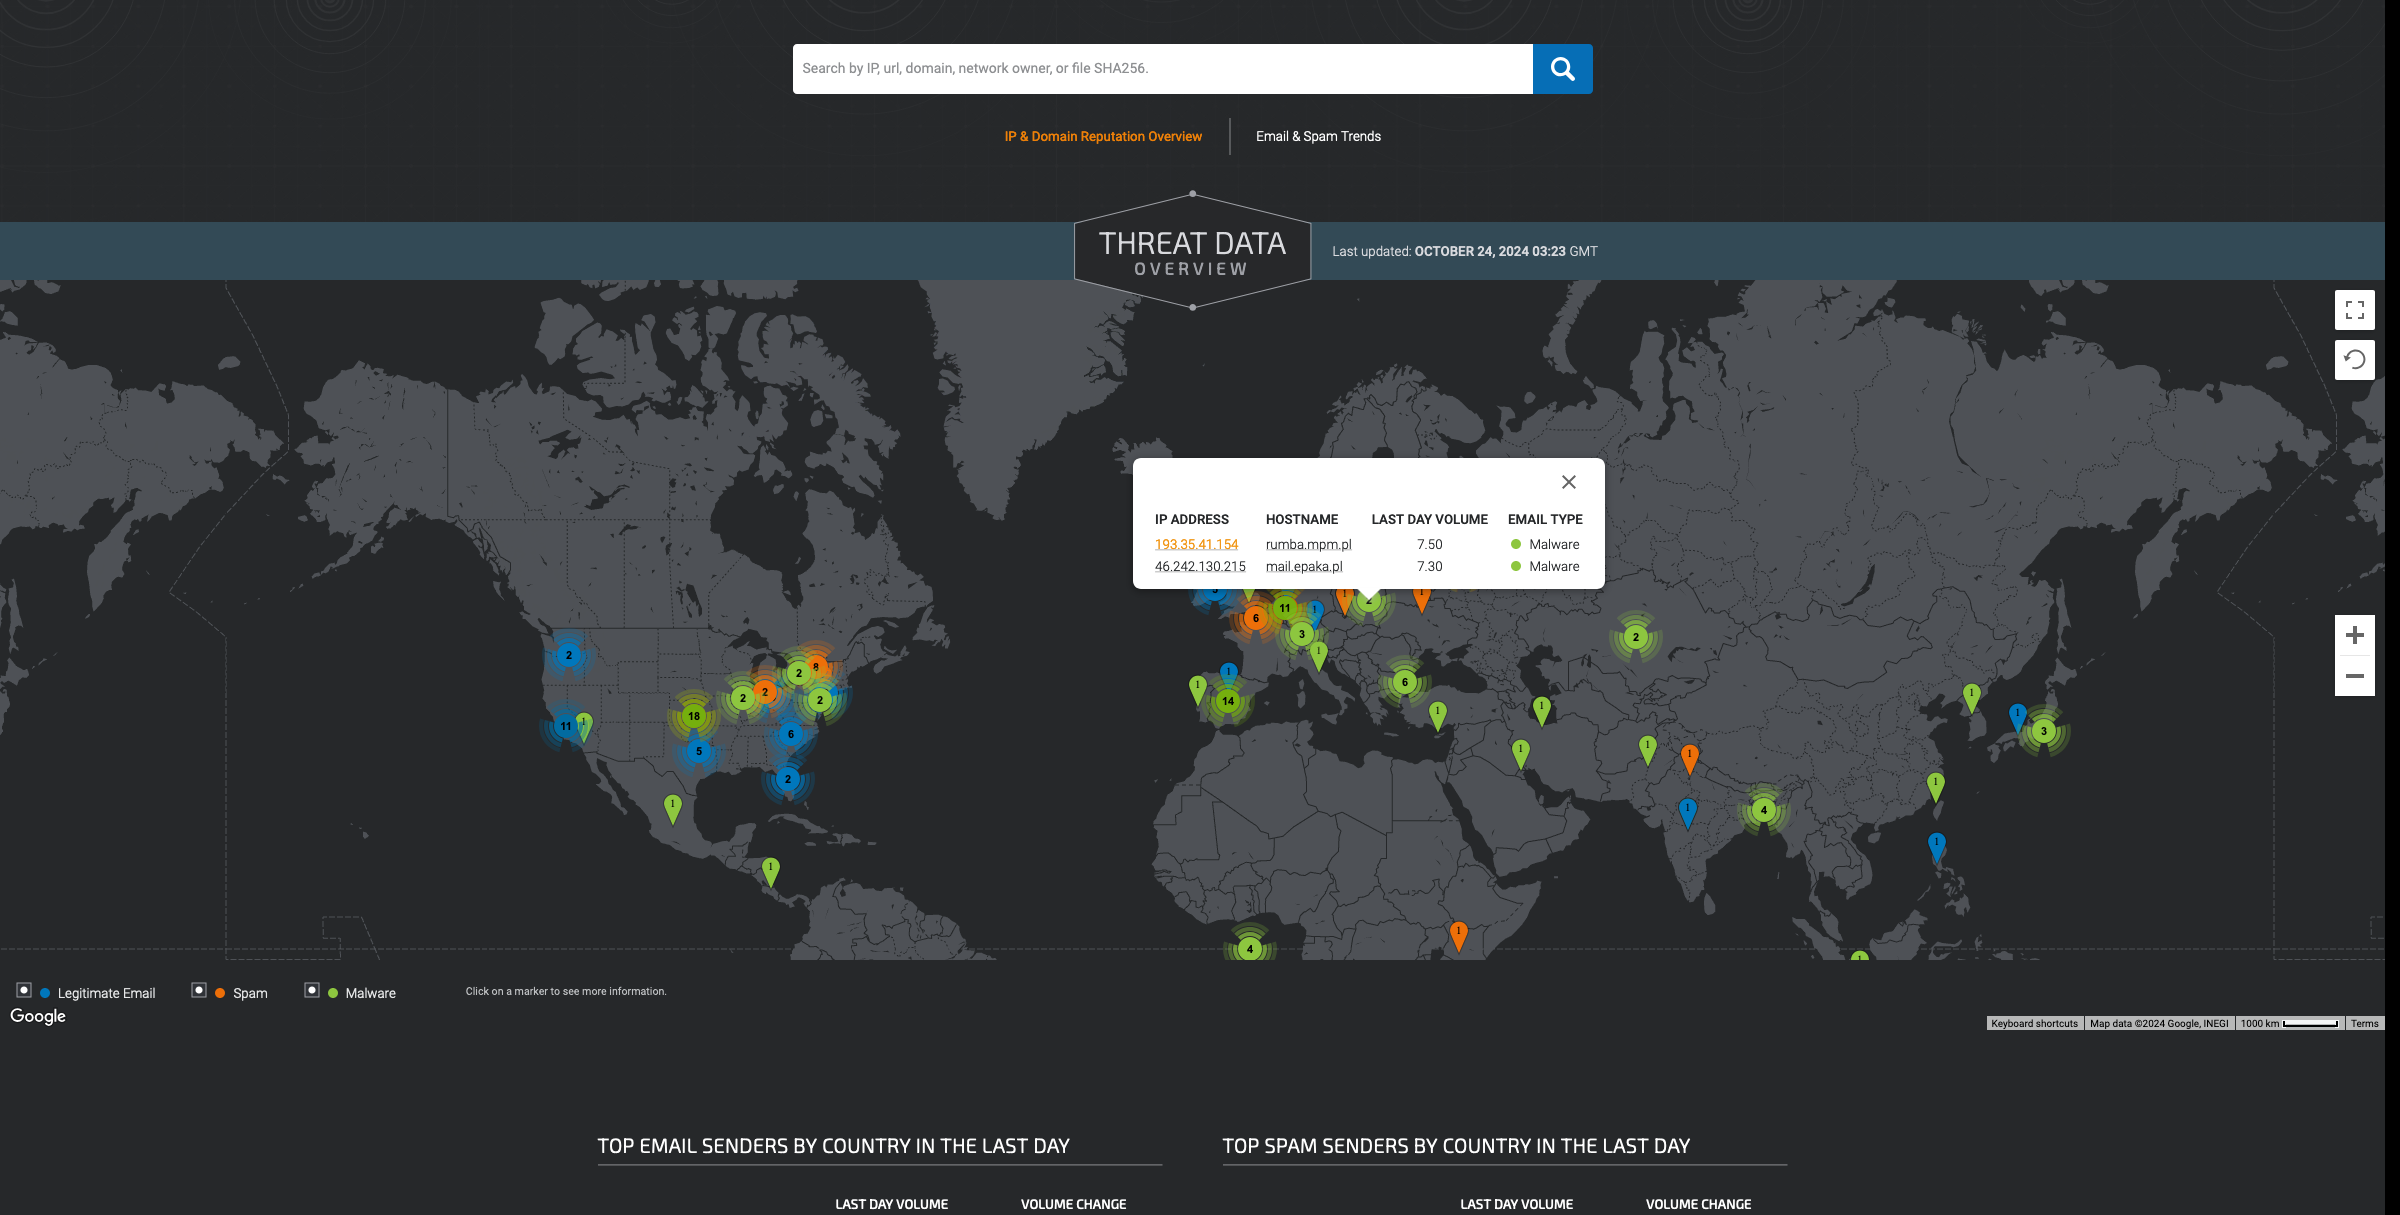 Search by IP, url, domain, network owner, or file SHA256.
IP & Domain Reputation Overview
Email & Spam Trends
THREAT DATA
OVERVIEW
Last updated: OCTOBER 24, 2024 03:23 GMT
IP ADDRESS HOSTNAME LAST DAY VOLUME EMAIL TYPE
193.35.41.154 rumba.mpm.pl 7.50 Malware
46.242.130.215 mail.epaka.pl 7.30 Malware
1 2 1
6 11 1
3
2
1
2
2 8
1
1 6
2 2 2
1 14
1
18
1 1
11 1
1 3
6
5
1 1 1
2
1
1
1 4
1
1
1
4
1
Legitimate Email Spam Malware Click on a marker to see more information.
Google
Keyboard shortcuts Map data ©2024 Google, INEGI 1000 km Terms
TOP EMAIL SENDERS BY COUNTRY IN THE LAST DAY
LAST DAY VOLUME VOLUME CHANGE
TOP SPAM SENDERS BY COUNTRY IN THE LAST DAY
LAST DAY VOLUME VOLUME CHANGE